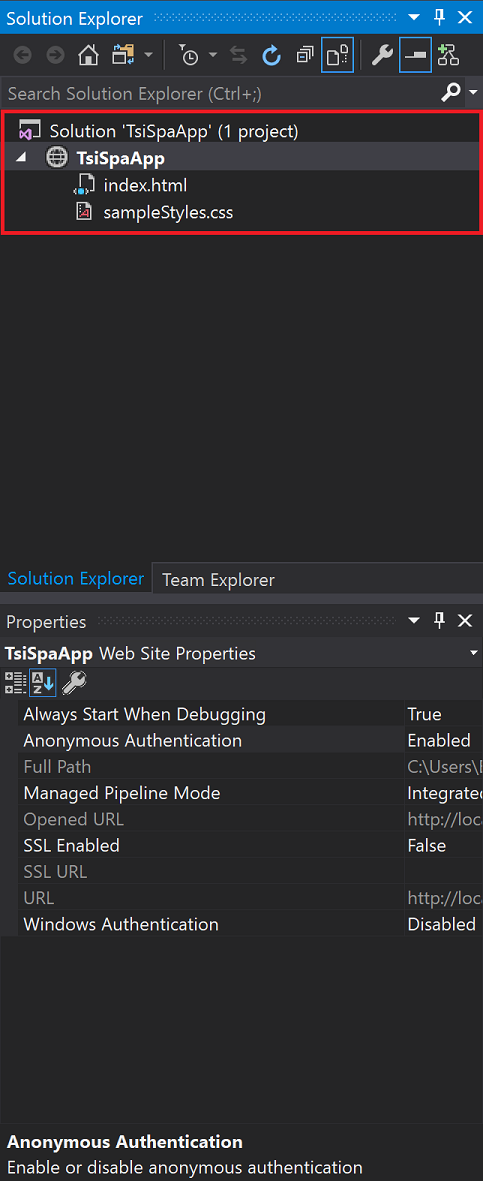 Solution Explorer
Search Solution Explorer (Ctrl+;)
Solution 'TsiSpaApp' (1 project)
TsiSpaApp
index.html
sampleStyles.css
Solution Explorer Team Explorer
Properties
TsiSpaApp Web Site Properties
Always Start When Debugging True
Anonymous Authentication Enabled
Full Path C:\Users\
Managed Pipeline Mode Integrated
Opened URL http://loc
SSL Enabled False
SSL URL
URL http://loc
Windows Authentication Disabled
Anonymous Authentication
Enable or disable anonymous authentication